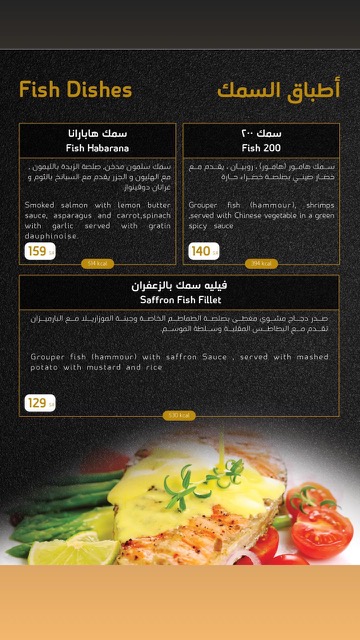 Fish Dishes
أطباق السمك
سمك هابارانا
Fish Habarana
سمك سلمون مدخن، صلصة الزبدة بالليمون ،
مع الهليون و الجزر يقدم مع السبانخ بالثوم و
غراتان دوفينواز.
Smoked salmon with lemon butter
sauce, asparagus and carrot,spinach
with garlic served with gratin
dauphinoise.
159 SR
514 kcal
سمك ٢٠٠
Fish 200
سمك هامور (هامور) ، روبيان ، يقدم مع
خضار صيني بصلصة خضراء حارة
Grouper fish (hammour), shrimps
,served with Chinese vegetable in a green
spicy sauce
140 SR
394 kcal
فيليه سمك بالزعفران
Saffron Fish Fillet
صدر دجاج مشوي مغطى بصلصة الطماطم الخاصة وجبنة الموزاريلا مع البارميزان
تقدم مع البطاطس المقلية وسلطة الموسم.
Grouper fish (hammour) with saffron Sauce , served with mashed
potato with mustard and rice
129 SR
kcal